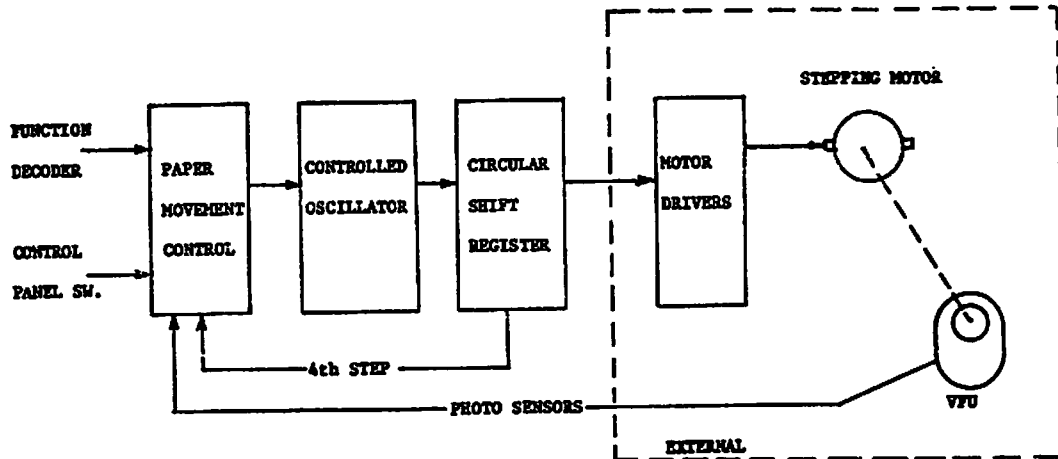 STEPPING MOTOR
FUNCTION
DECODER
PAPER
MOVEMENT
CONTROL
CONTROLLED
OSCILLATOR
CIRCULAR
SHIFT
REGISTER
MOTOR
DRIVERS
CONTROL
PANEL SW.
4th STEP
PHOTO SENSORS
VFU
EXTERNAL